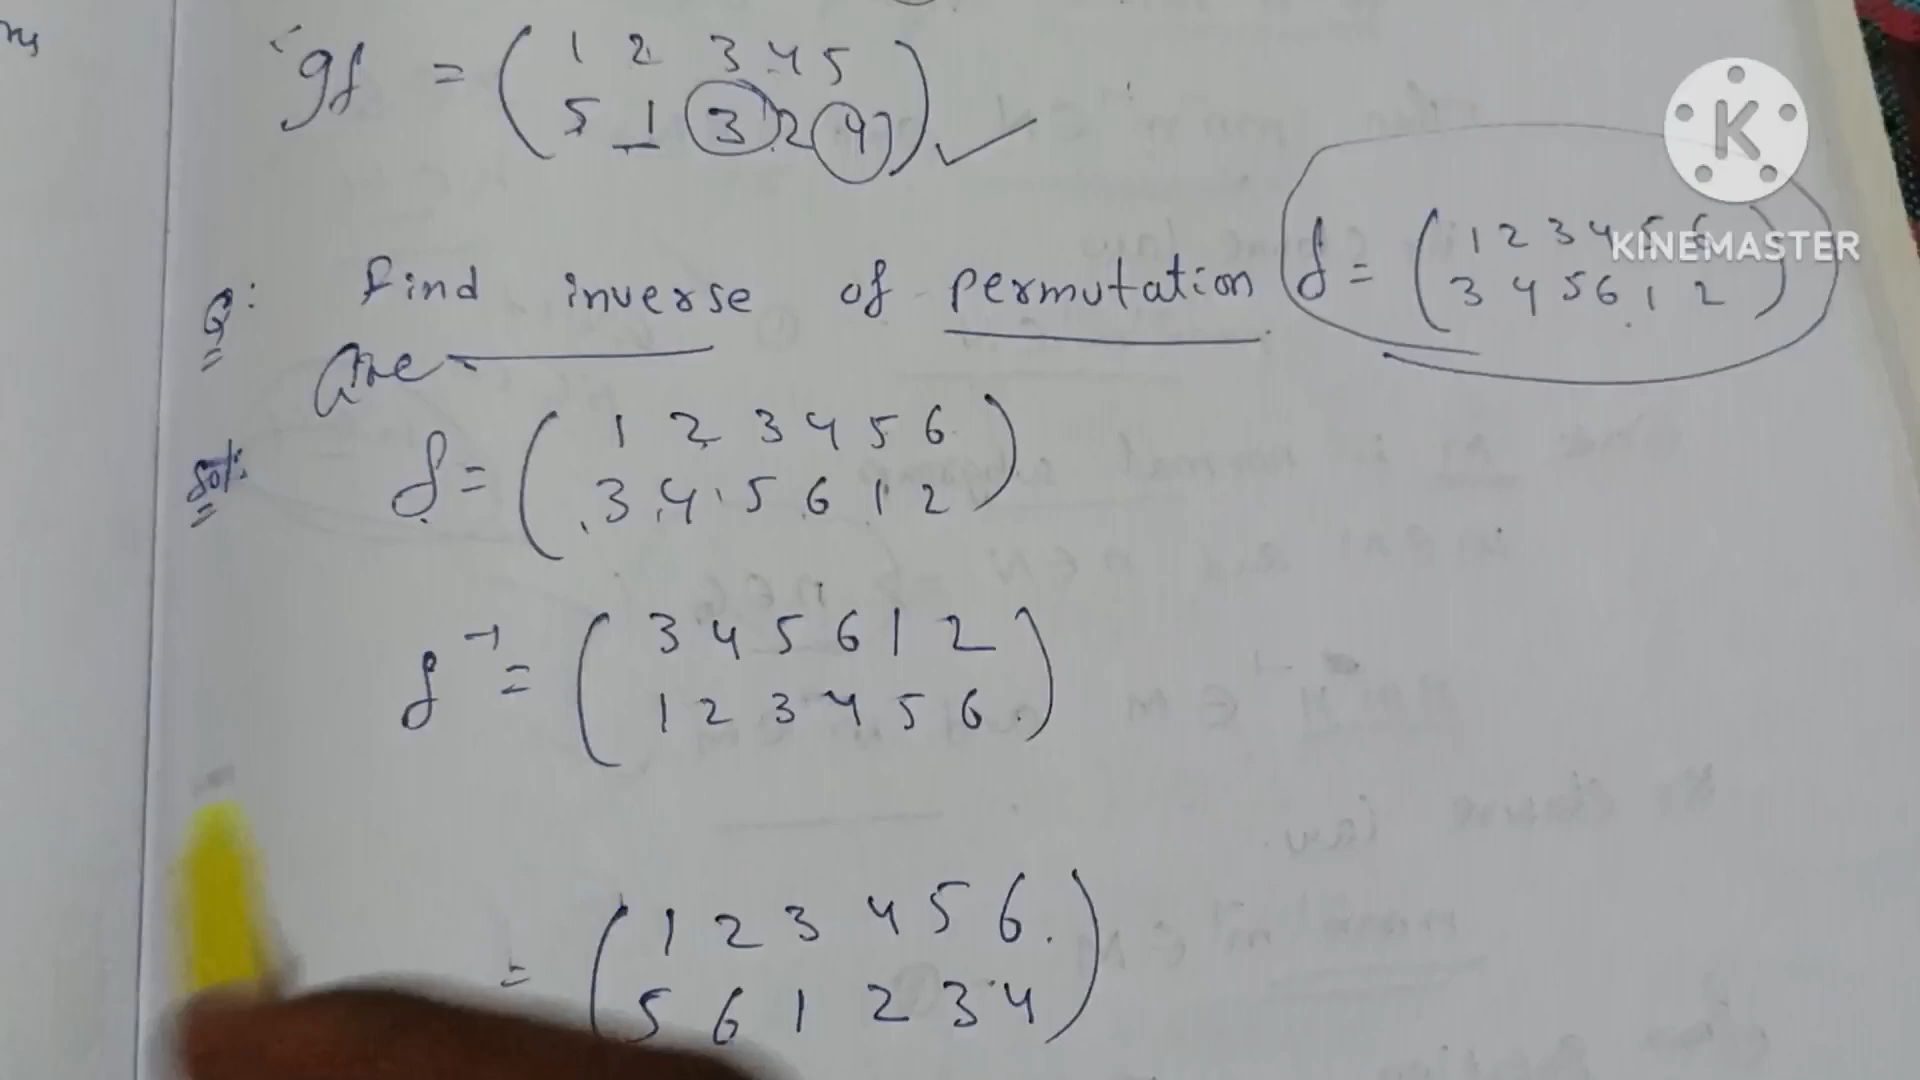 gf = ( 1 2 3 4 5
5 1 3 2 4 )
Q: Find inverse of permutation f = ( 1 2 3 4 5 6
3 4 5 6 1 2 )
are
Sol: f = ( 1 2 3 4 5 6
3 4 5 6 1 2 )
f⁻¹ = ( 3 4 5 6 1 2
1 2 3 4 5 6 )
= ( 1 2 3 4 5 6
5 6 1 2 3 4 )
K
KINEMASTER